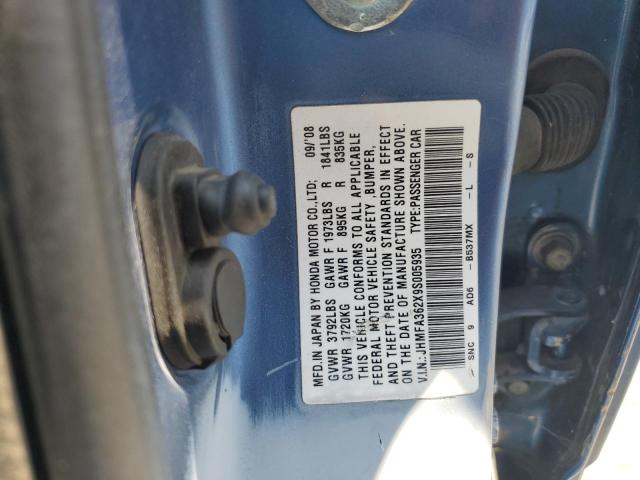 MFD.IN JAPAN BY HONDA MOTOR CO.,LTD; 09/'08
GVWR 3792LBS GAWR F 1973LBS R 1841LBS
GVWR 1720KG GAWR F 895KG R 835KG
THIS VEHICLE CONFORMS TO ALL APPLICABLE
FEDERAL MOTOR VEHICLE SAFETY ,BUMPER,
AND THEFT PREVENTION STANDARDS IN EFFECT
ON THE DATE OF MANUFACTURE SHOWN ABOVE.
V.I.N.: JHMFA362X9S005935 TYPE:PASSENGER CAR
SNC 9 AD6 -B537MX -L -S